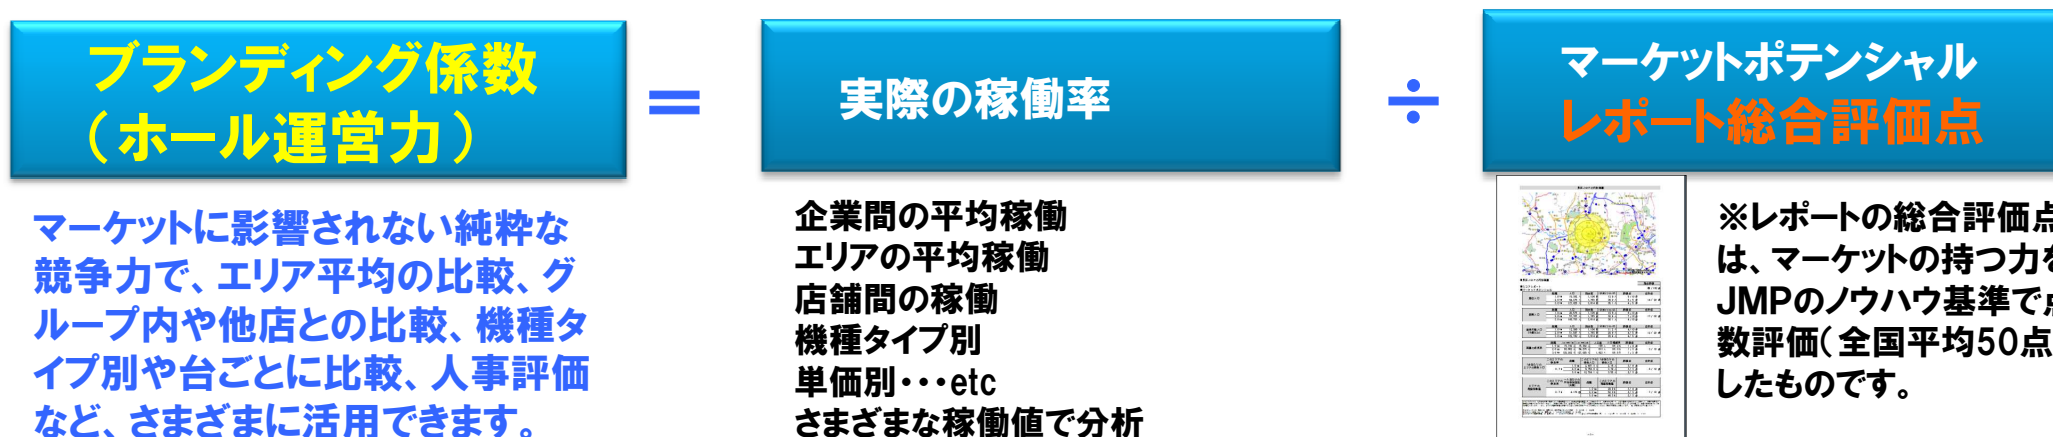 ブランディング係数
（ホール運営力）
＝
実際の稼働率
÷
マーケットポテンシャル
レポート総合評価点
マーケットに影響されない純粋な
競争力で、エリア平均の比較、グ
ループ内や他店との比較、機種タ
イプ別や台ごとに比較、人事評価
など、さまざまに活用できます。
企業間の平均稼働
エリアの平均稼働
店舗間の稼働
機種タイプ別
単価別・・・etc
さまざまな稼働値で分析
※レポートの総合評価点
は、マーケットの持つ力を
JMPのノウハウ基準で点
数評価（全国平均50点
したものです。